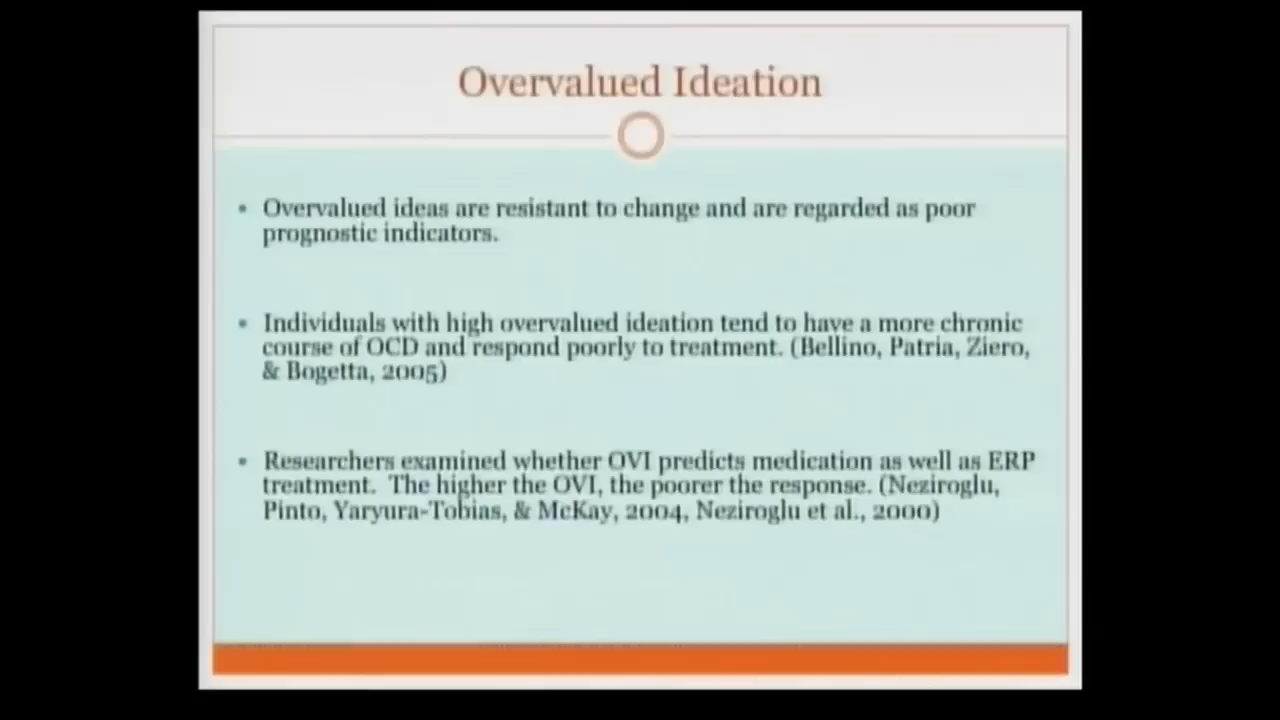 Overvalued Ideation
• Overvalued ideas are resistant to change and are regarded as poor
prognostic indicators.
• Individuals with high overvalued ideation tend to have a more chronic
course of OCD and respond poorly to treatment. (Bellino, Patria, Ziero,
& Bogetta, 2005)
• Researchers examined whether OVI predicts medication as well as ERP
treatment.  The higher the OVI, the poorer the response. (Neziroglu,
Pinto, Yaryura-Tobias, & McKay, 2004, Neziroglu et al., 2000)